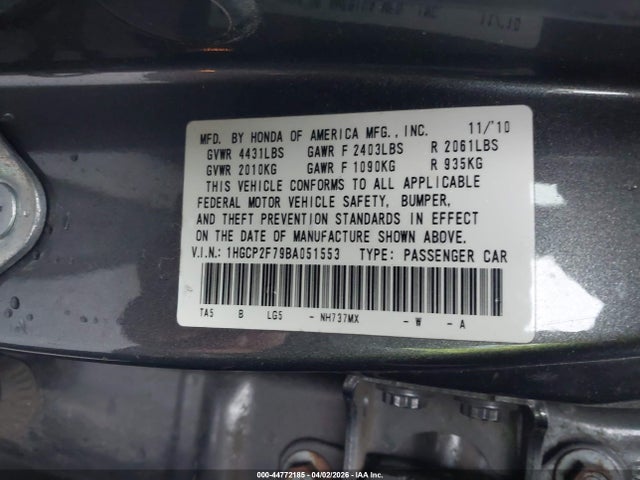 11/'10
MFD. BY HONDA OF AMERICA MFG., INC. 11/'10
GVWR 4431LBS GAWR F 2403LBS R 2061LBS
GVWR 2010KG GAWR F 1090KG R 935KG
THIS VEHICLE CONFORMS TO ALL APPLICABLE
FEDERAL MOTOR VEHICLE SAFETY, BUMPER,
AND THEFT PREVENTION STANDARDS IN EFFECT
ON THE DATE OF MANUFACTURE SHOWN ABOVE.
V.I.N.: 1HGCP2F79BA051553 TYPE: PASSENGER CAR
TA5 B LG5 - NH737MX - W - A
000-44772185 04/02/2026 IAA Inc.